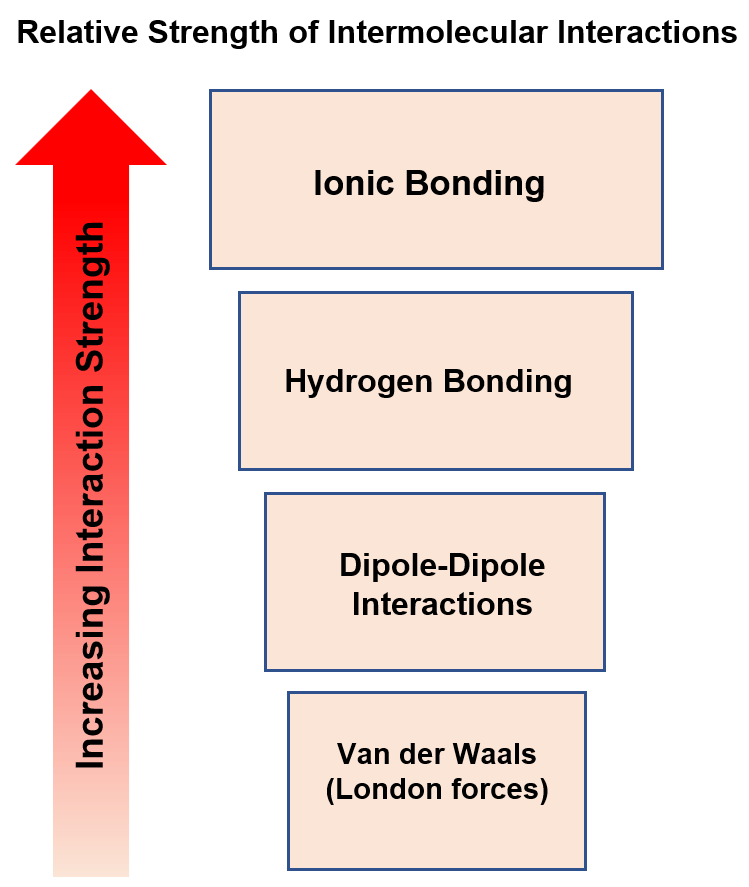 Relative Strength of Intermolecular Interactions
Increasing Interaction Strength
Ionic Bonding
Hydrogen Bonding
Dipole-Dipole
Interactions
Van der Waals
(London forces)